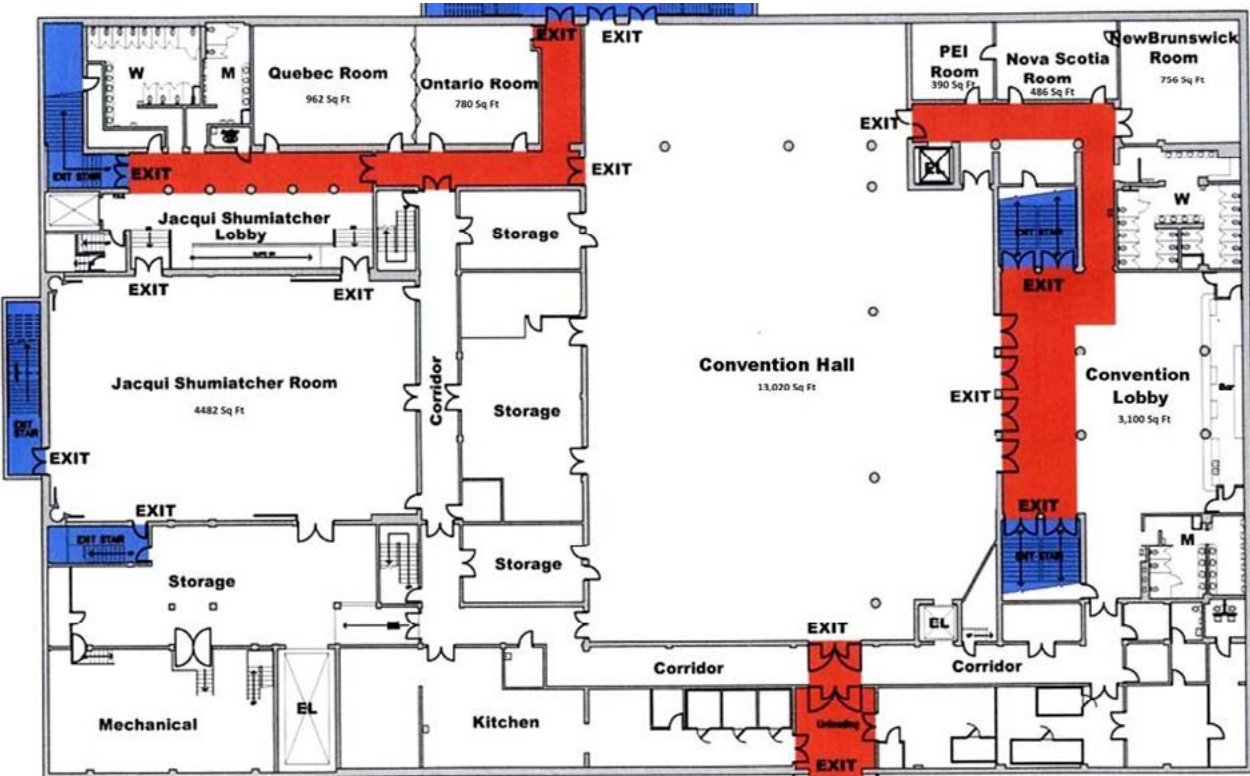 EXIT
EXIT
W
M
Quebec Room
962 Sq Ft
Ontario Room
780 Sq Ft
PEI
Room
390 Sq Ft
Nova Scotia
Room
486 Sq Ft
NewBrunswick
Room
756 Sq Ft
EXIT
EXIT STAIR
EXIT
EXIT
EL
W
Jacqui Shumiatcher
Lobby
Storage
EXIT STAIR
EXIT
EXIT
EXIT
Jacqui Shumiatcher Room
4482 Sq Ft
Corridor
Storage
Convention Hall
13,020 Sq Ft
EXIT
Convention
Lobby
3,100 Sq Ft
Bar
EXIT
STAIR
EXIT
EXIT
EXIT
EXIT STAIR
Storage
Storage
EXIT STAIR
M
EXIT
EL
Corridor
Corridor
Mechanical
EL
Kitchen
Unloading
EXIT